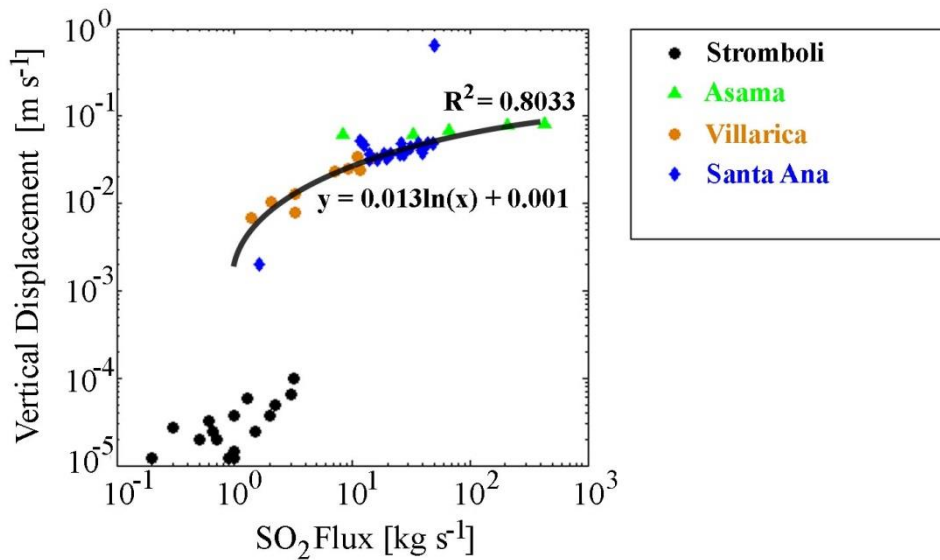 Vertical Displacement [m s⁻¹]
10⁰
10⁻¹
10⁻²
10⁻³
10⁻⁴
10⁻⁵
R² = 0.8033
y = 0.013ln(x) + 0.001
10⁻¹ 10⁰ 10¹ 10² 10³
SO₂ Flux [kg s⁻¹]
Stromboli
Asama
Villarica
Santa Ana